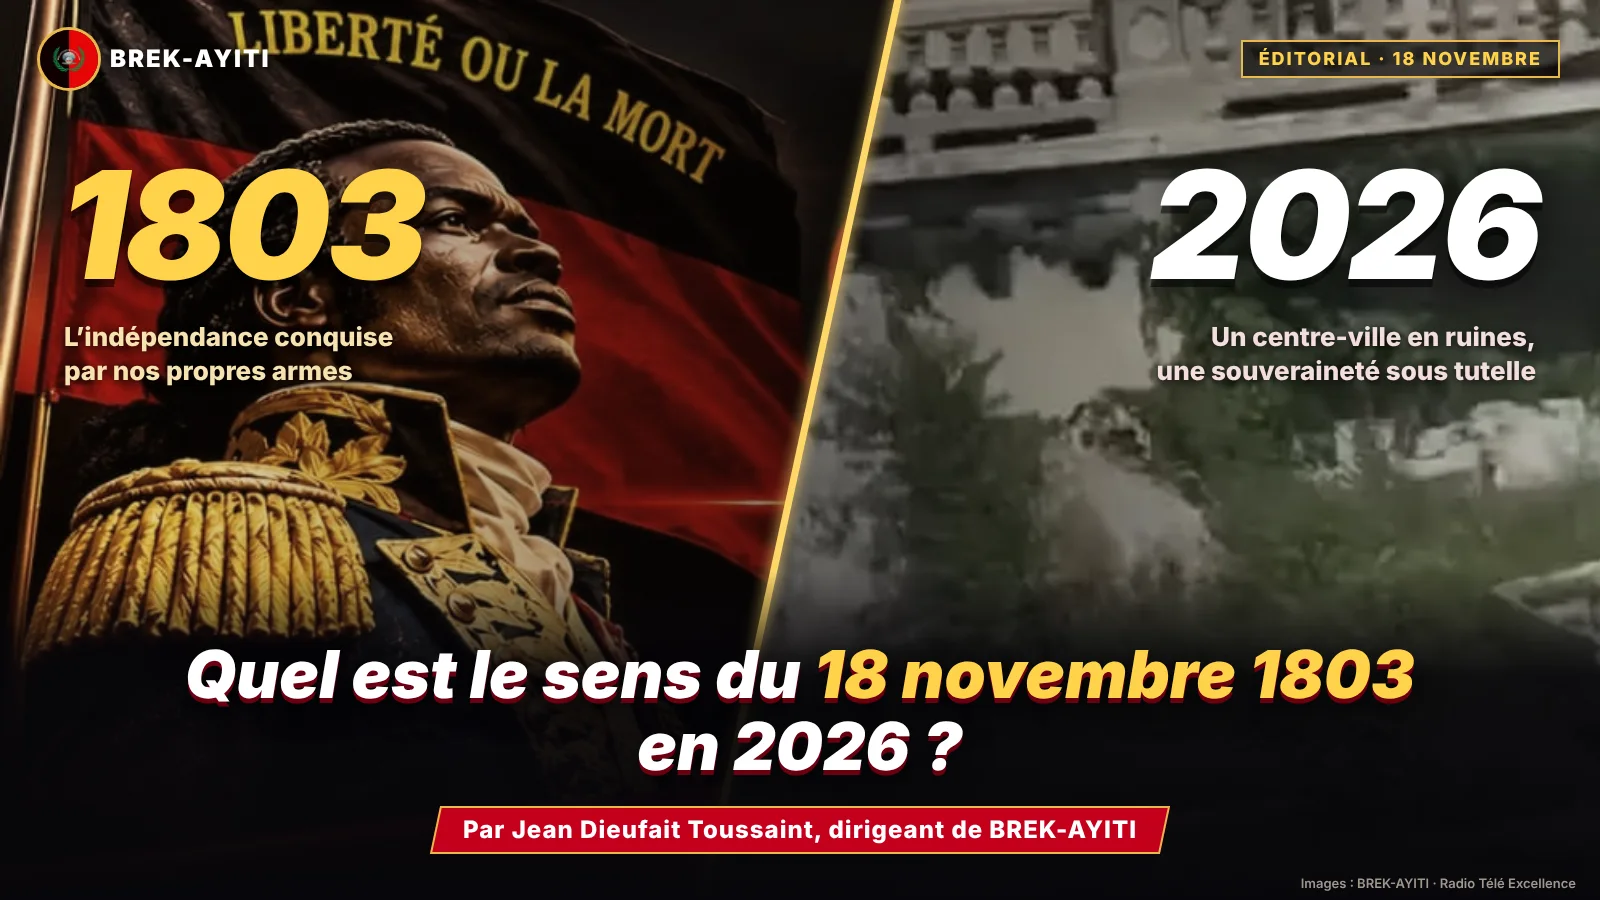 BREK-AYITI
LIBERTÉ OU LA MORT
ÉDITORIAL · 18 NOVEMBRE
1803
L’indépendance conquise
par nos propres armes
2026
Un centre-ville en ruines,
une souveraineté sous tutelle
Quel est le sens du 18 novembre 1803
en 2026 ?
Par Jean Dieufait Toussaint, dirigeant de BREK-AYITI
Images : BREK-AYITI · Radio Télé Excellence